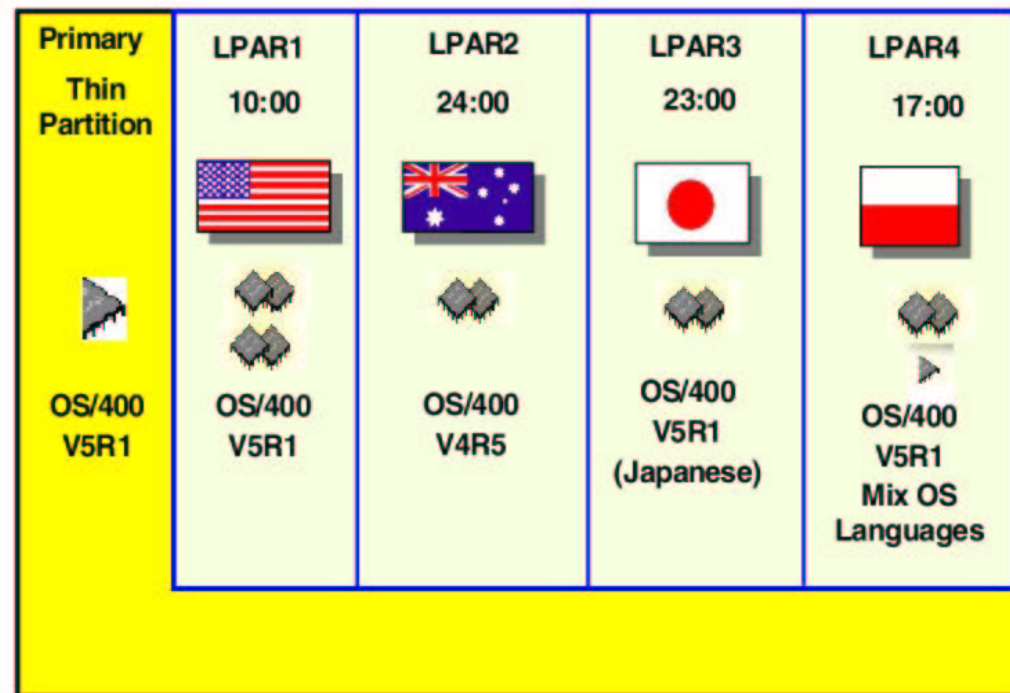 Primary
Thin
Partition
OS/400
V5R1
LPAR1
10:00
OS/400
V5R1
LPAR2
24:00
OS/400
V4R5
LPAR3
23:00
OS/400
V5R1
(Japanese)
LPAR4
17:00
OS/400
V5R1
Mix OS
Languages